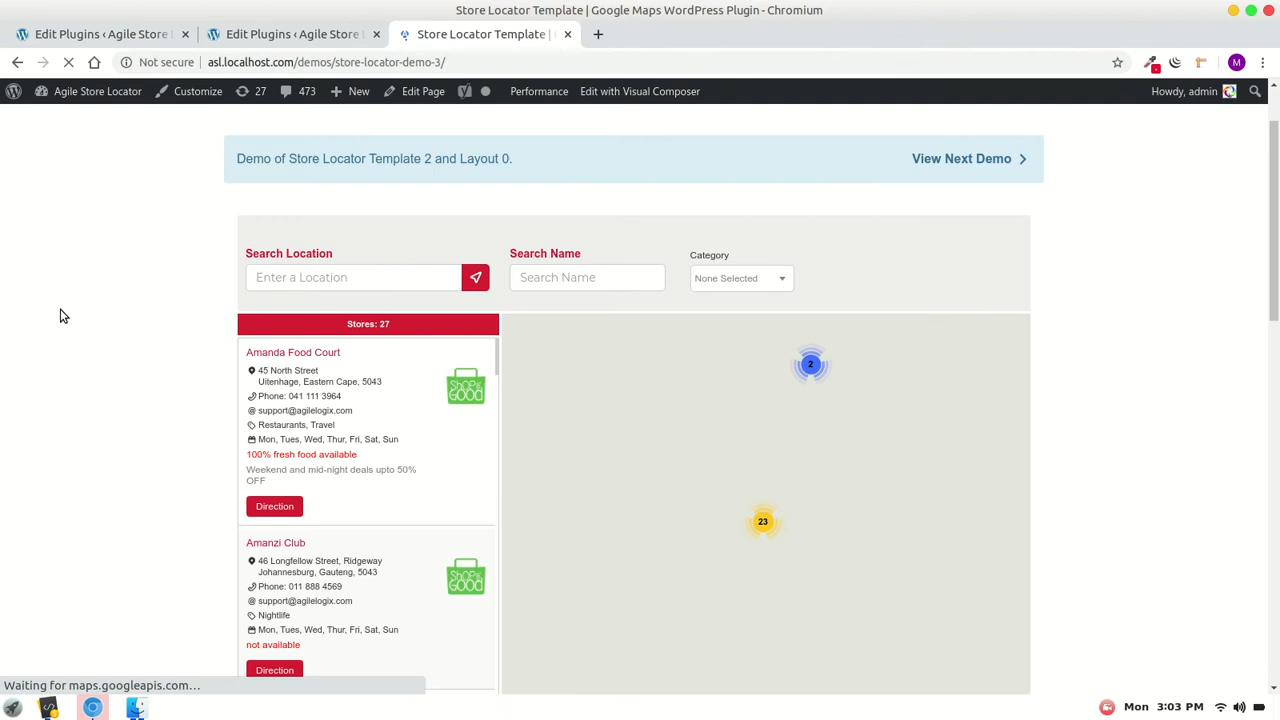 Store Locator Template | Google Maps WordPress Plugin - Chromium
Edit Plugins ‹ Agile Store L
Edit Plugins ‹ Agile Store L
Store Locator Template |
Not secure
asl.localhost.com/demos/store-locator-demo-3/
M
Agile Store Locator
Customize
27
473
New
Edit Page
Performance
Edit with Visual Composer
Howdy, admin
Demo of Store Locator Template 2 and Layout 0.
View Next Demo
Search Location
Search Name
Category
Enter a Location
Search Name
None Selected
Stores: 27
2
23
Amanda Food Court
45 North Street
Uitenhage, Eastern Cape, 5043
Phone: 041 111 3964
support@agilelogix.com
Restaurants, Travel
Mon, Tues, Wed, Thur, Fri, Sat, Sun
100% fresh food available
Weekend and mid-night deals upto 50%
OFF
Direction
SHOP 4 GOOD
Amanzi Club
46 Longfellow Street, Ridgeway
Johannesburg, Gauteng, 5043
Phone: 011 888 4569
support@agilelogix.com
Nightlife
Mon, Tues, Wed, Thur, Fri, Sat, Sun
not available
Direction
SHOP 4 GOOD
Waiting for maps.googleapis.com…
Mon
3:03 PM